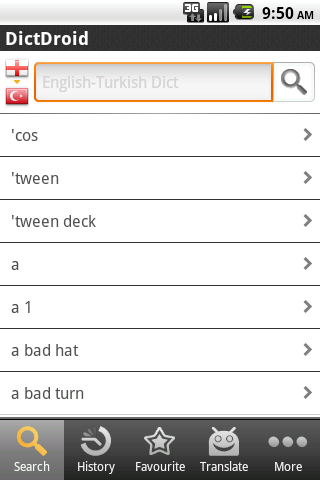 3G
9:50 AM
DictDroid
English-Turkish Dict
'cos
'tween
'tween deck
a
a 1
a bad hat
a bad turn
Search History Favourite Translate More